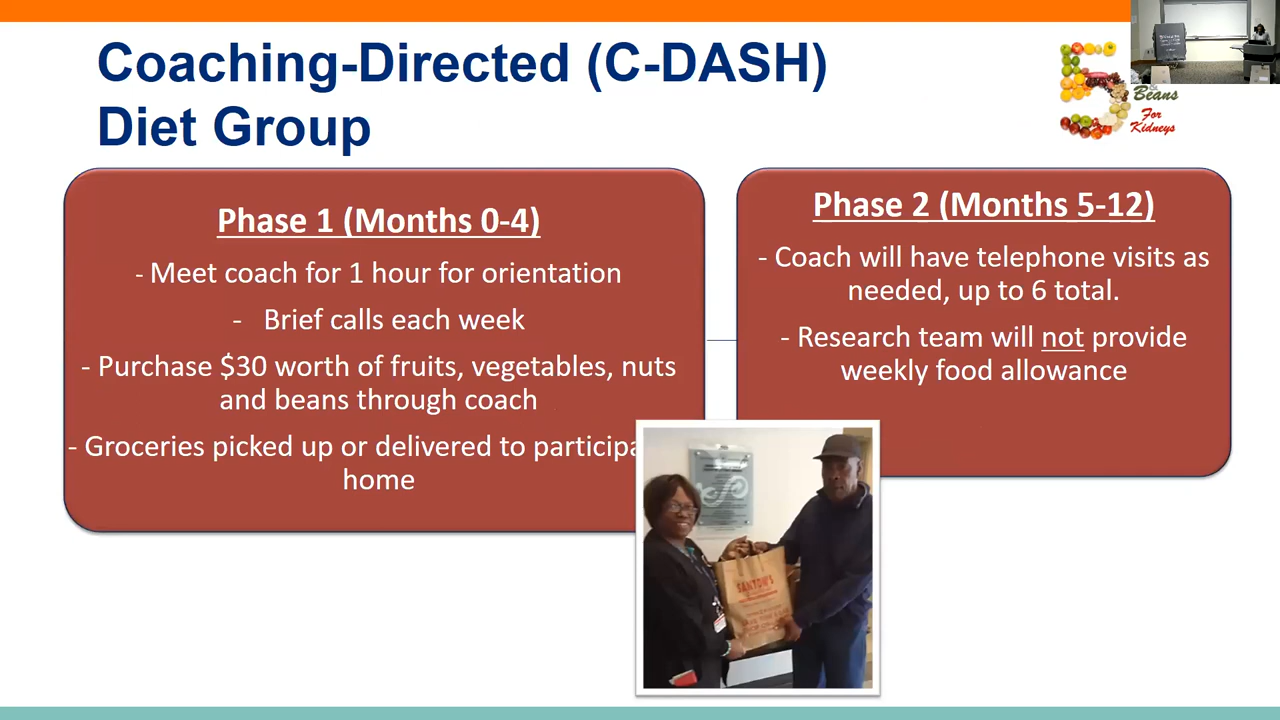 Coaching-Directed (C-DASH)
Diet Group
&
Beans
For
Kidneys
Phase 1 (Months 0-4)
- Meet coach for 1 hour for orientation
- Brief calls each week
- Purchase $30 worth of fruits, vegetables, nuts
and beans through coach
- Groceries picked up or delivered to participa
home
Phase 2 (Months 5-12)
- Coach will have telephone visits as
needed, up to 6 total.
- Research team will not provide
weekly food allowance
SANTONI'S